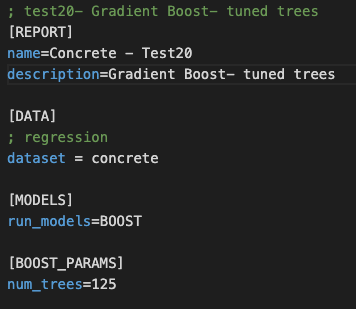 ; test20- Gradient Boost- tuned trees
[REPORT]
name=Concrete - Test20
description=Gradient Boost- tuned trees
[DATA]
; regression
dataset = concrete
[MODELS]
run_models=BOOST
[BOOST_PARAMS]
num_trees=125